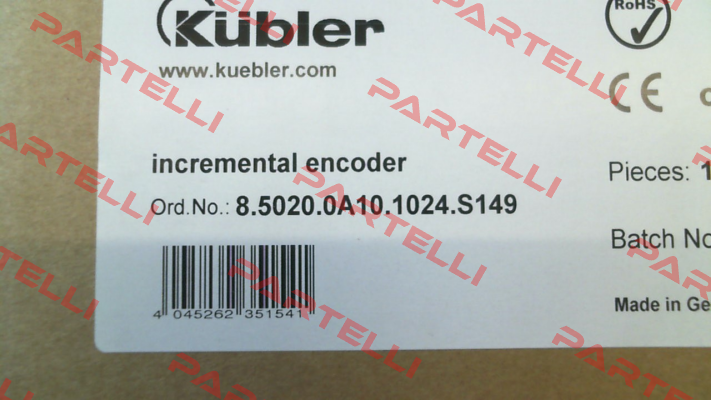 Kübler
www.kuebler.com
RoHS
CE
incremental encoder
Ord.No.: 8.5020.0A10.1024.S149
Pieces: 1
Batch No
Made in Ge
4 045262 351541
PARTELLI
PARTELLI
PARTELLI
PARTELLI
PARTELLI
PARTELLI
PARTELLI
PARTELLI